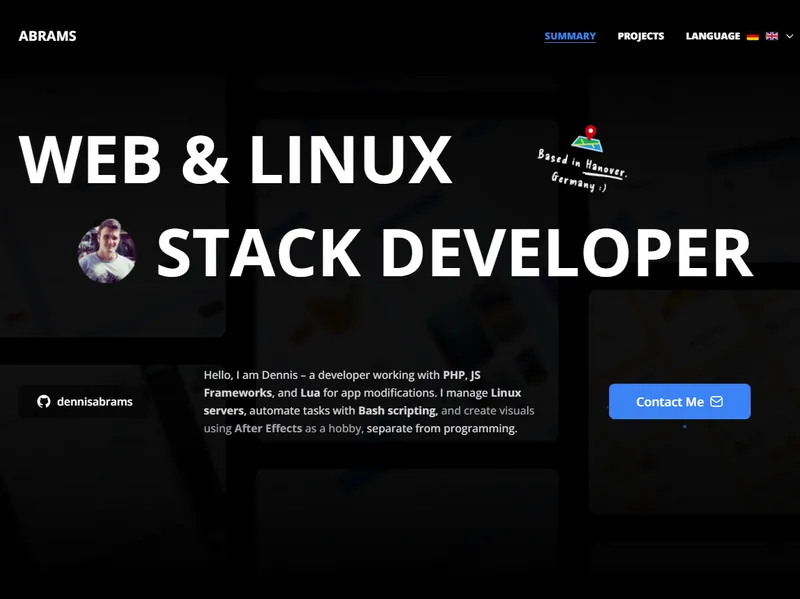 ABRAMS
SUMMARY
PROJECTS
LANGUAGE
WEB & LINUX
Based in Hanover,
Germany :)
STACK DEVELOPER
Hello, I am Dennis – a developer working with PHP, JS
Frameworks, and Lua for app modifications. I manage Linux
servers, automate tasks with Bash scripting, and create visuals
using After Effects as a hobby, separate from programming.
dennisabrams
Contact Me